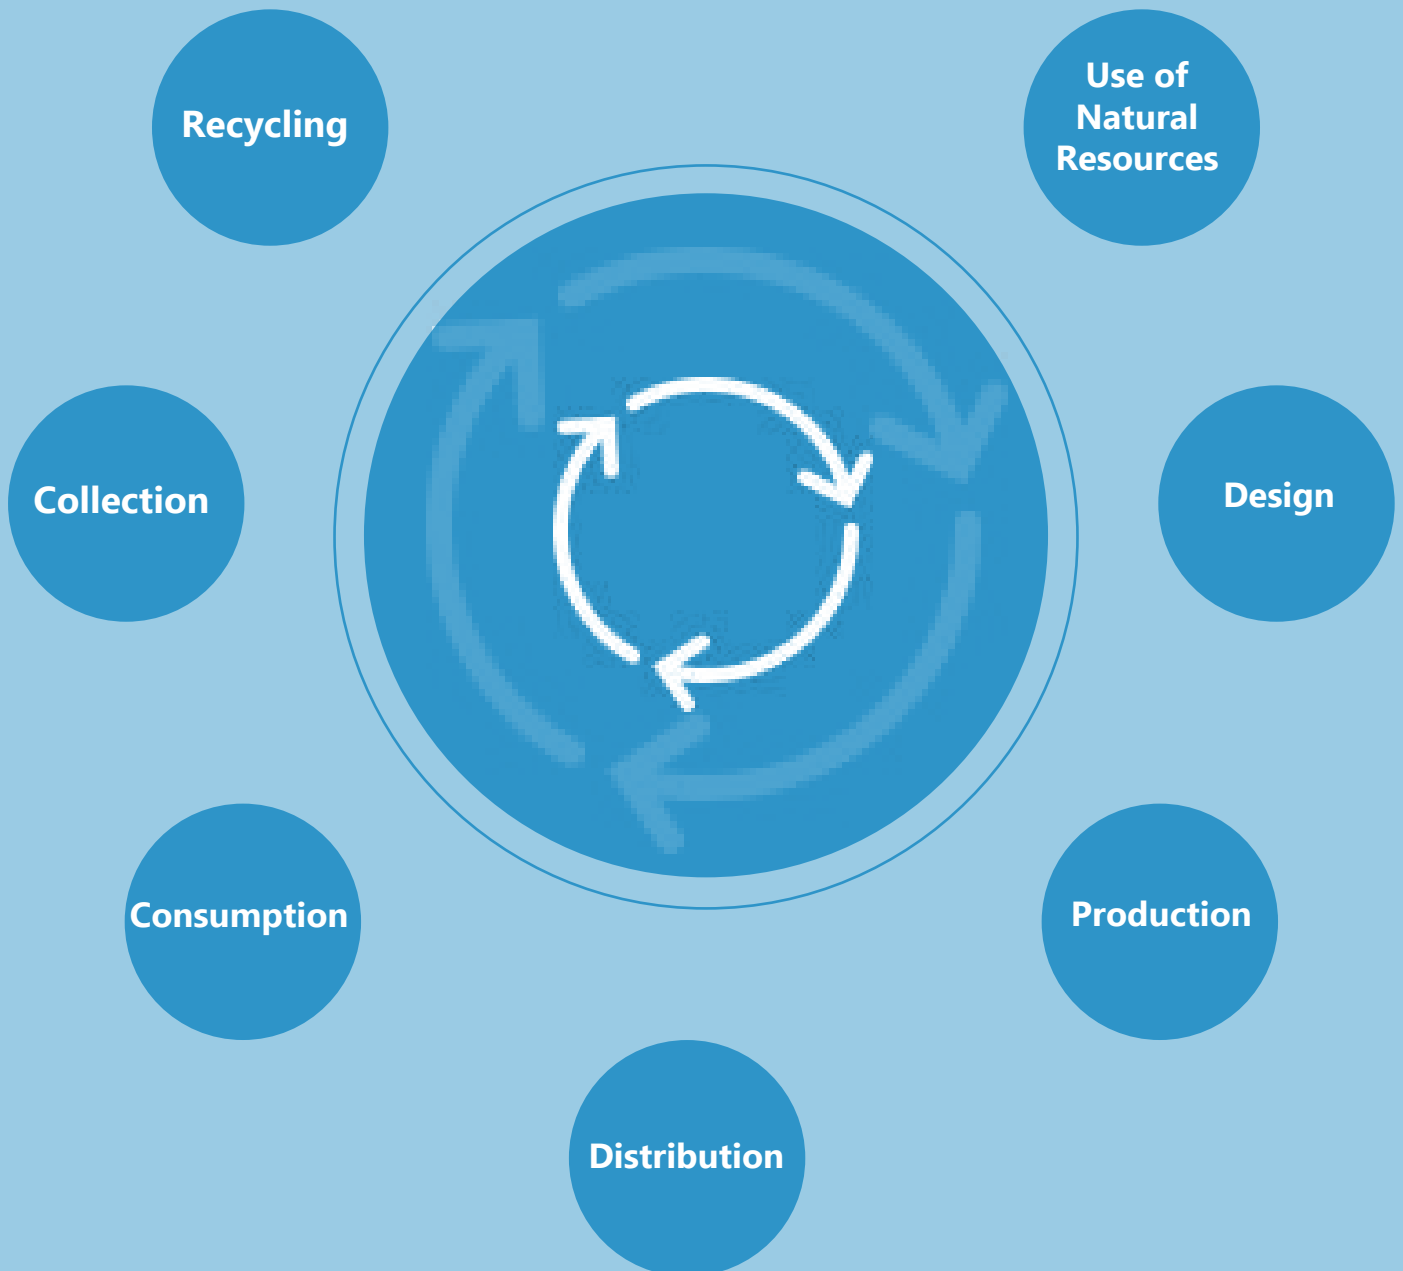 Recycling
Use of
Natural
Resources
Collection
Design
Consumption
Production
Distribution